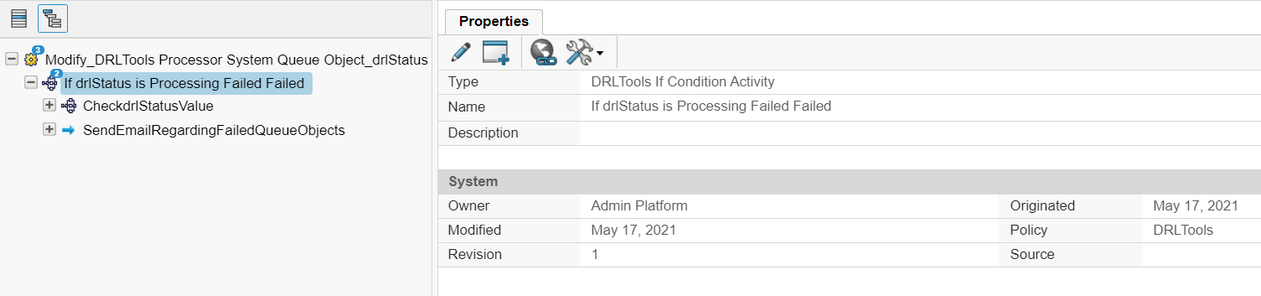 Properties
3
Modify_DRLTools Processor System Queue Object_drlStatus
2
If drlStatus is Processing Failed Failed
CheckdrlStatusValue
SendEmailRegardingFailedQueueObjects
Type DRLTools If Condition Activity
Name If drlStatus is Processing Failed Failed
Description
System
Owner Admin Platform Originated May 17, 2021
Modified May 17, 2021 Policy DRLTools
Revision 1 Source